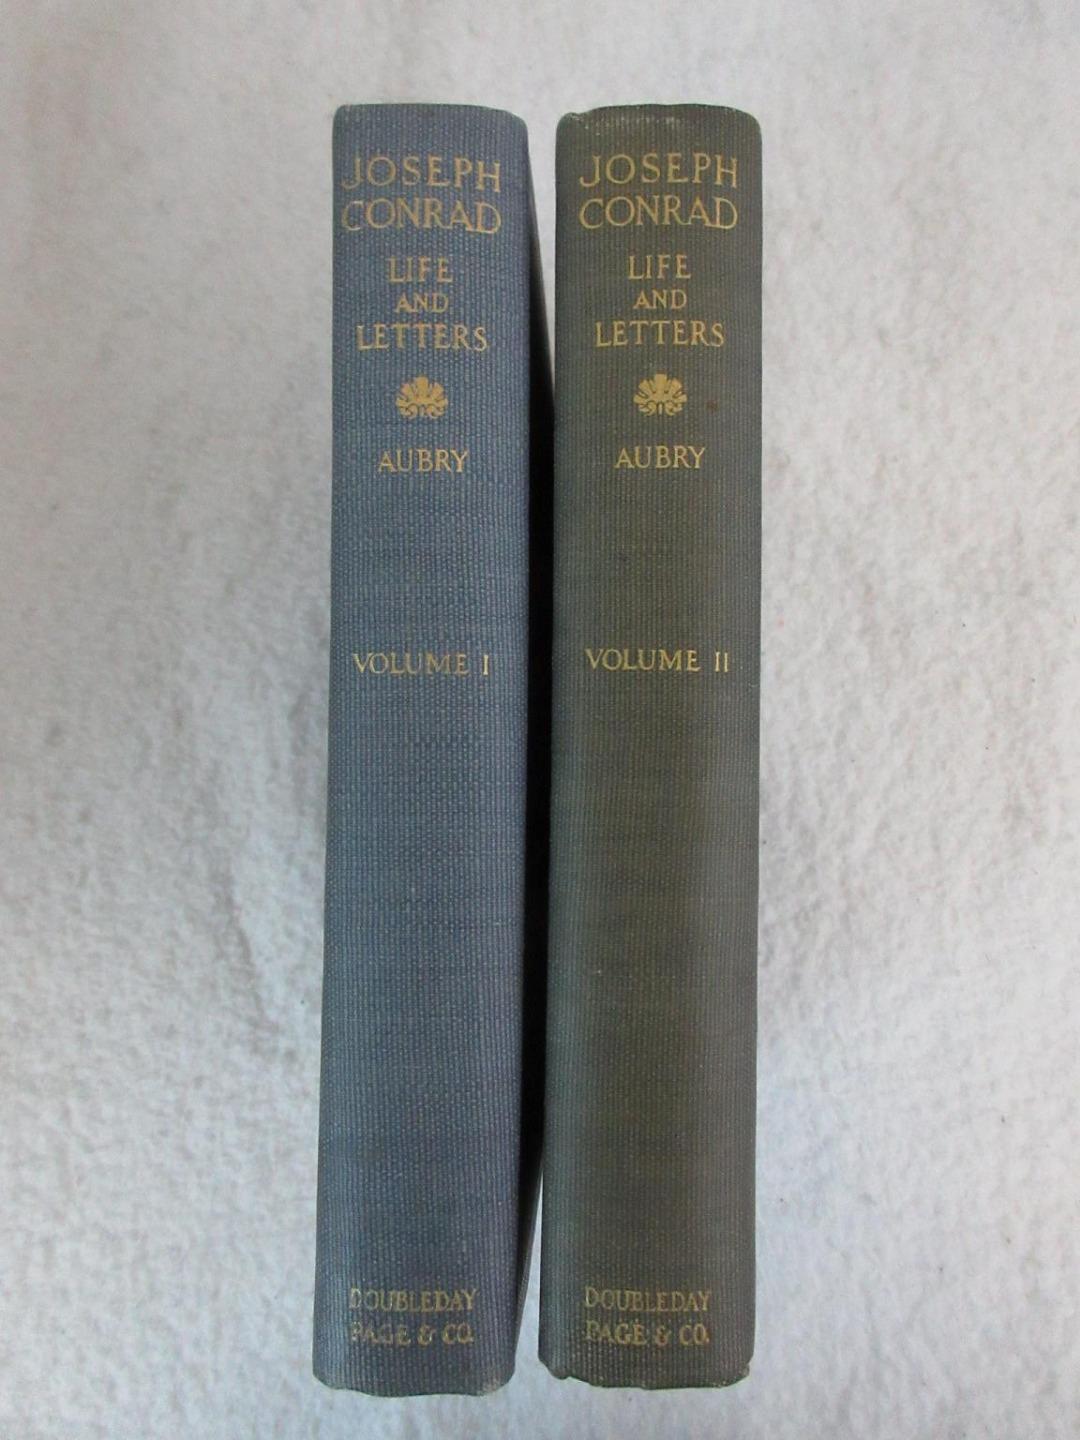 JOSEPH
CONRAD
LIFE
AND
LETTERS
AUBRY
VOLUME I
DOUBLEDAY
PAGE & CO.
JOSEPH
CONRAD
LIFE
AND
LETTERS
AUBRY
VOLUME II
DOUBLEDAY
PAGE & CO.